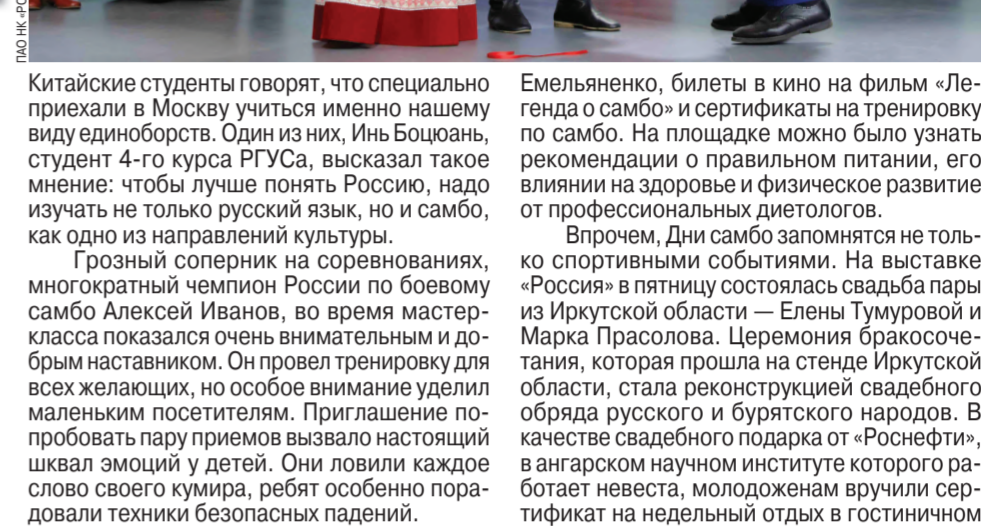 ПАО НК «РО
Китайские студенты говорят, что специально
приехали в Москву учиться именно нашему
виду единоборств. Один из них, Инь Боцюань,
студент 4-го курса РГУСа, высказал такое
мнение: чтобы лучше понять Россию, надо
изучать не только русский язык, но и самбо,
как одно из направлений культуры.
Грозный соперник на соревнованиях,
многократный чемпион России по боевому
самбо Алексей Иванов, во время мастер-
класса показался очень внимательным и до-
брым наставником. Он провел тренировку для
всех желающих, но особое внимание уделил
маленьким посетителям. Приглашение по-
пробовать пару приемов вызвало настоящий
шквал эмоций у детей. Они ловили каждое
слово своего кумира, ребят особенно пора-
довали техники безопасных падений.
Емельяненко, билеты в кино на фильм «Ле-
генда о самбо» и сертификаты на тренировку
по самбо. На площадке можно было узнать
рекомендации о правильном питании, его
влиянии на здоровье и физическое развитие
от профессиональных диетологов.
Впрочем, Дни самбо запомнятся не толь-
ко спортивными событиями. На выставке
«Россия» в пятницу состоялась свадьба пары
из Иркутской области — Елены Тумуровой и
Марка Прасолова. Церемония бракосоче-
тания, которая прошла на стенде Иркутской
области, стала реконструкцией свадебного
обряда русского и бурятского народов. В
качестве свадебного подарка от «Роснефти»,
в ангарском научном институте которого ра-
ботает невеста, молодоженам вручили сер-
тификат на недельный отдых в гостиничном